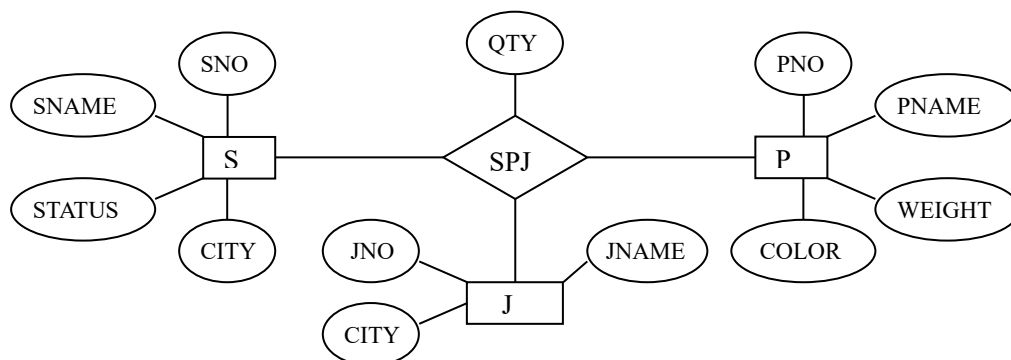 QTY
SNO
PNO
SNAME
PNAME
S
SPJ
P
STATUS
WEIGHT
CITY
JNO
JNAME
COLOR
J
CITY